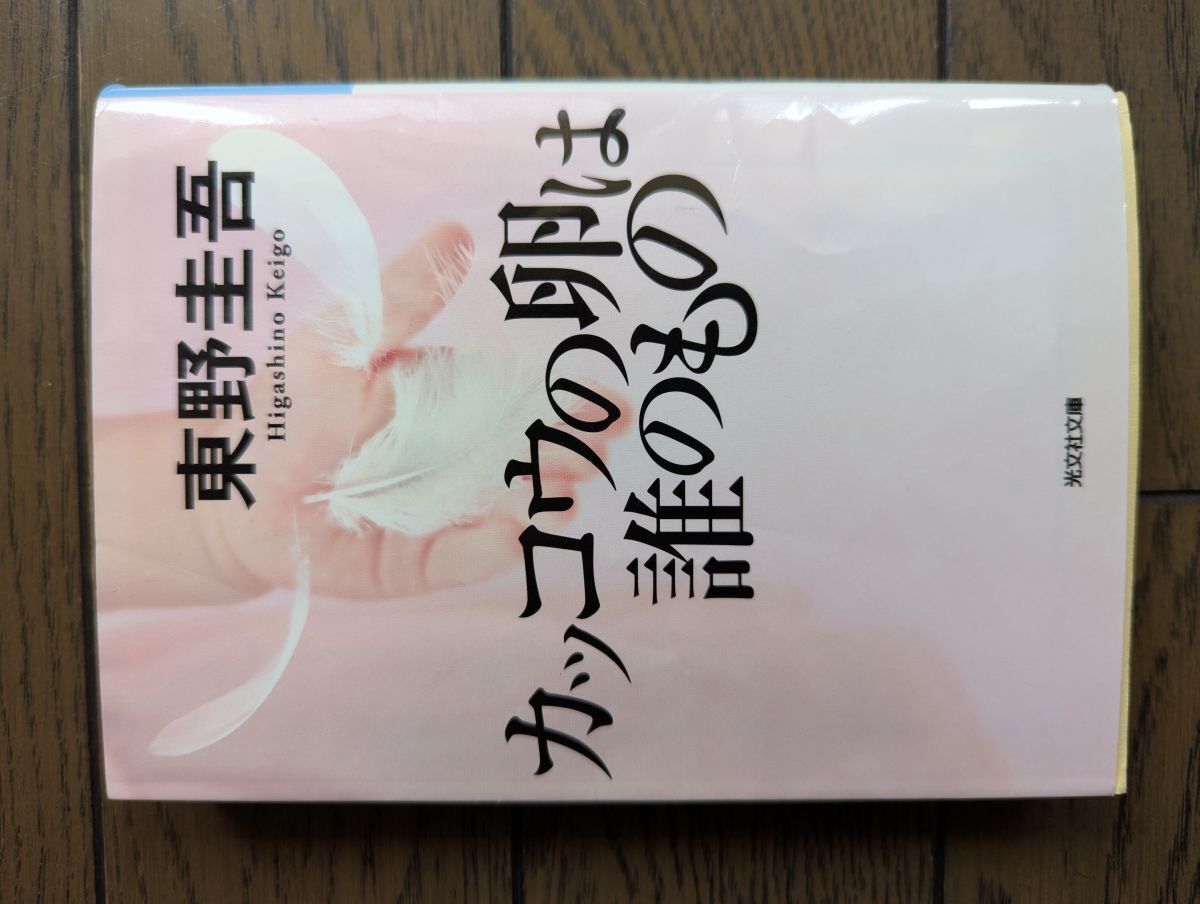 東野圭吾
Higashino Keigo
カッコウの卵は
誰のもの
光文社文庫